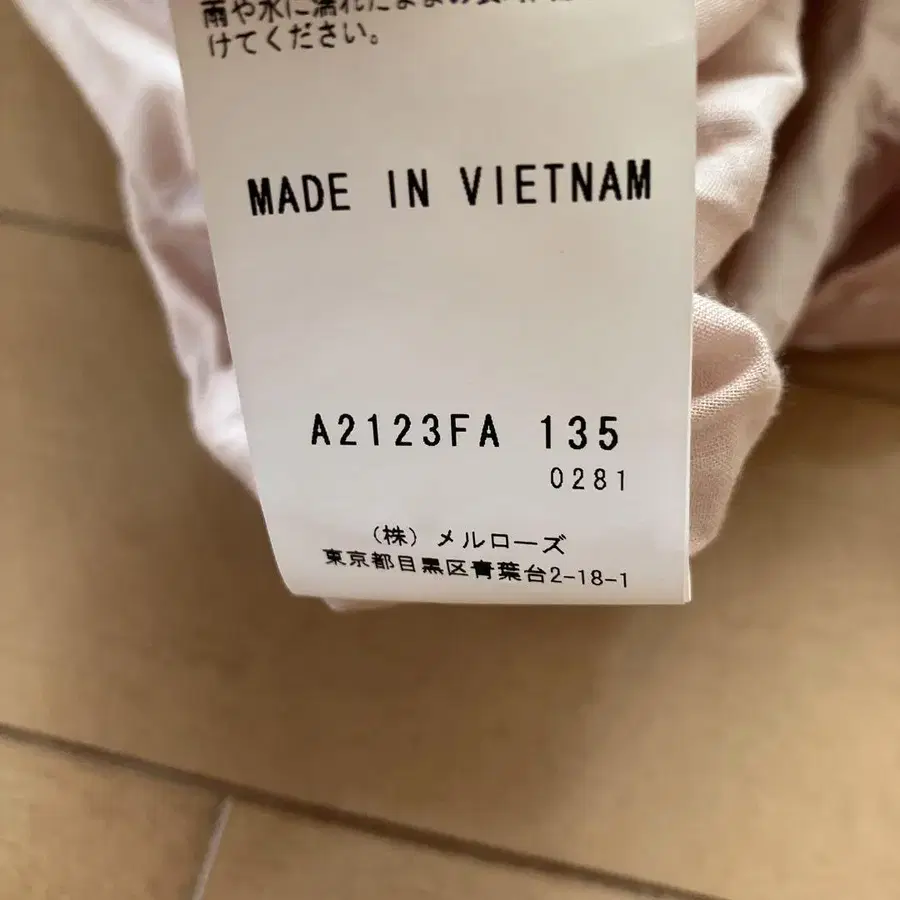 雨や水に濡れたままの
けてください。
MADE IN VIETNAM
A2123FA 135
0281
(株) メルローズ
東京都目黒区青葉台2-18-1